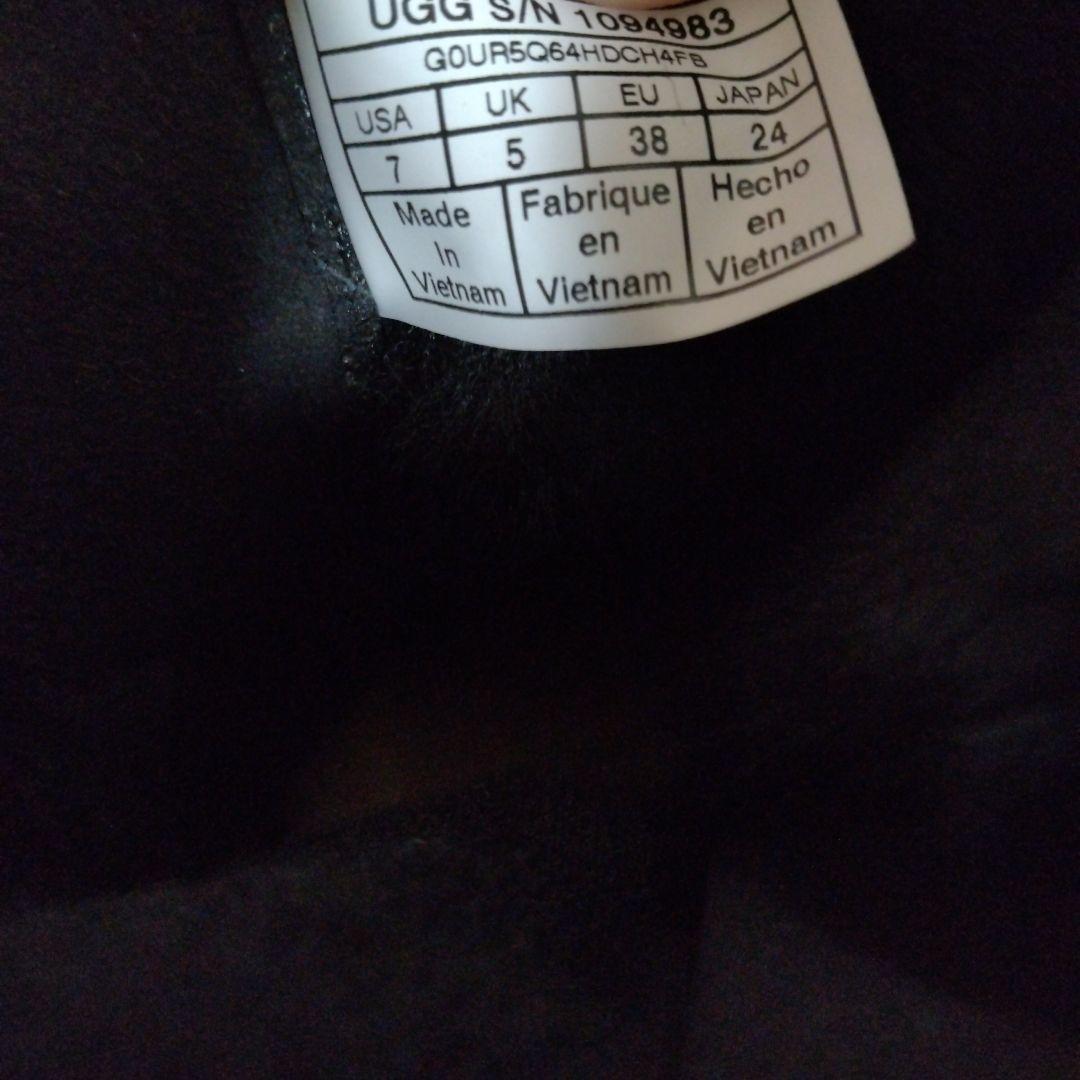 UGG S/N 1094983
G0UR5Q64HDCH4FB
USA UK EU JAPAN
7 5 38 24
Made In Vietnam
Fabrique en Vietnam
Hecho en Vietnam